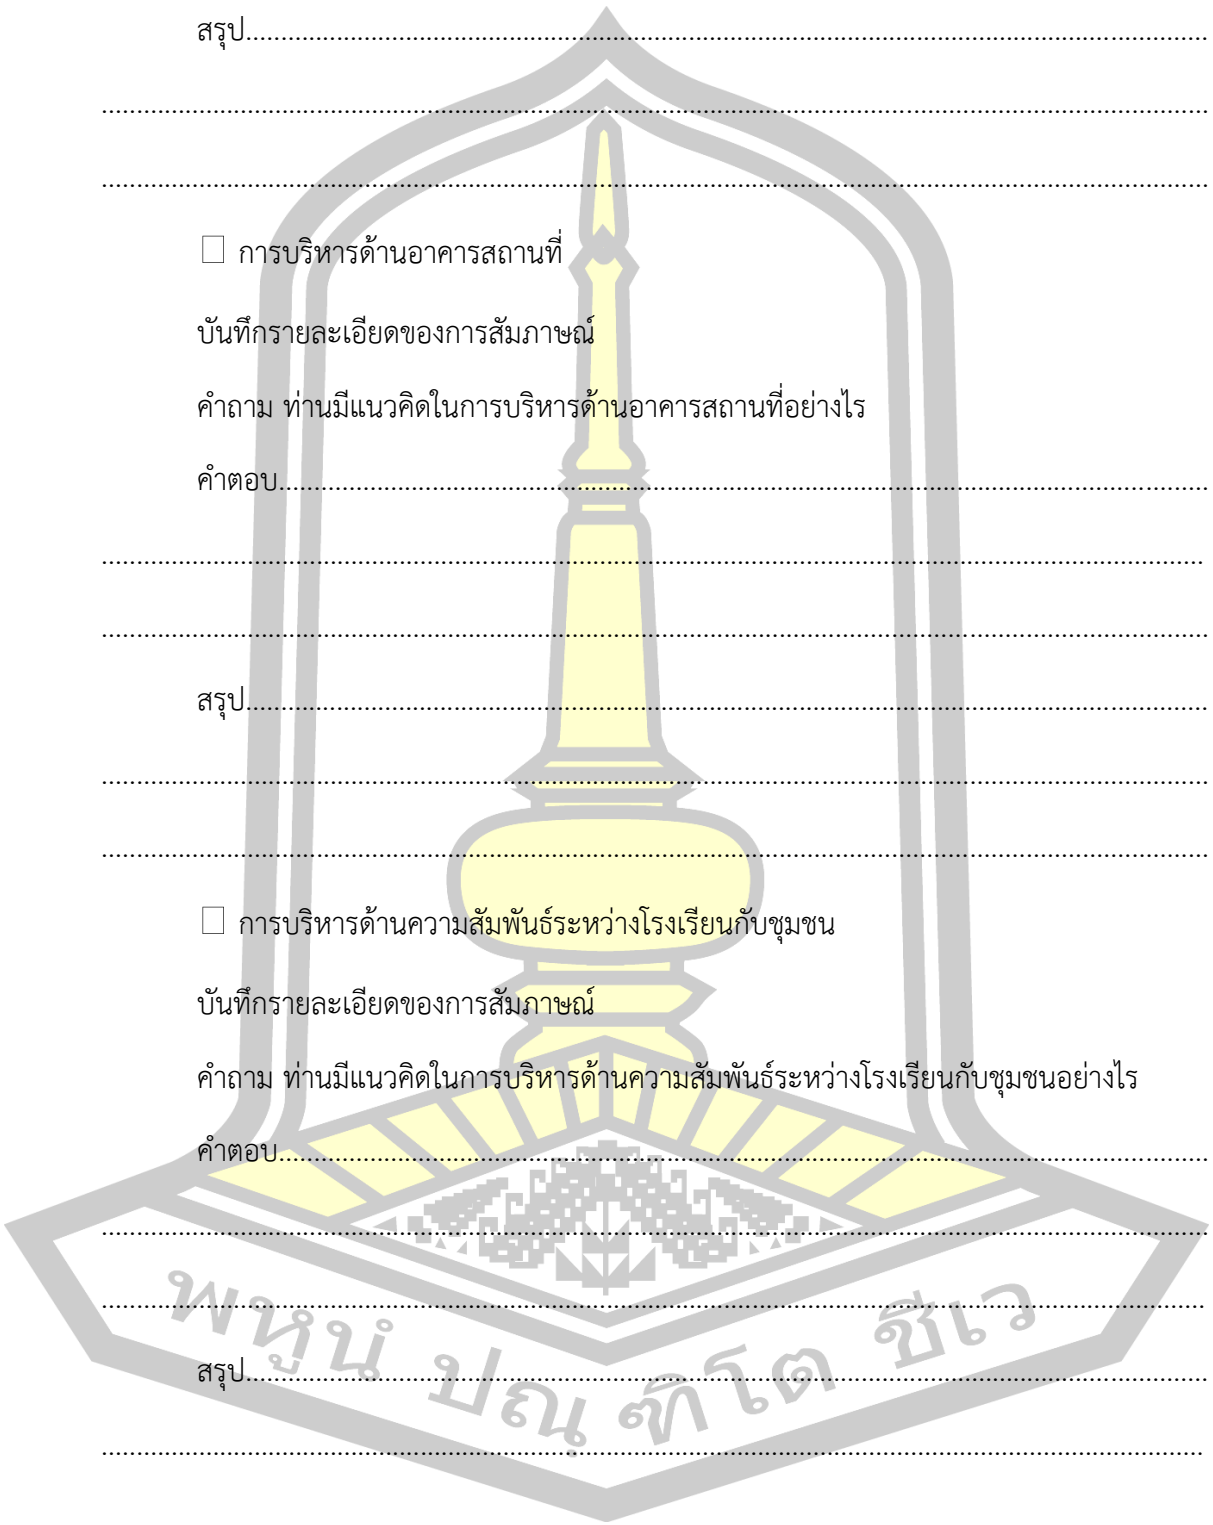 สรุป........................................................................................................................................
................................................................................................................................................................
................................................................................................................................................................
☐ การบริหารด้านอาคารสถานที่
บันทึกรายละเอียดของการสัมภาษณ์
คำถาม ท่านมีแนวคิดในการบริหารด้านอาคารสถานที่อย่างไร
คำตอบ....................................................................................................................................
................................................................................................................................................................
................................................................................................................................................................
สรุป........................................................................................................................................
................................................................................................................................................................
................................................................................................................................................................
☐ การบริหารด้านความสัมพันธ์ระหว่างโรงเรียนกับชุมชน
บันทึกรายละเอียดของการสัมภาษณ์
คำถาม ท่านมีแนวคิดในการบริหารด้านความสัมพันธ์ระหว่างโรงเรียนกับชุมชนอย่างไร
คำตอบ....................................................................................................................................
................................................................................................................................................................
................................................................................................................................................................
สรุป........................................................................................................................................
................................................................................................................................................................
พหูนํ ปณฺฑิโต ชีเว